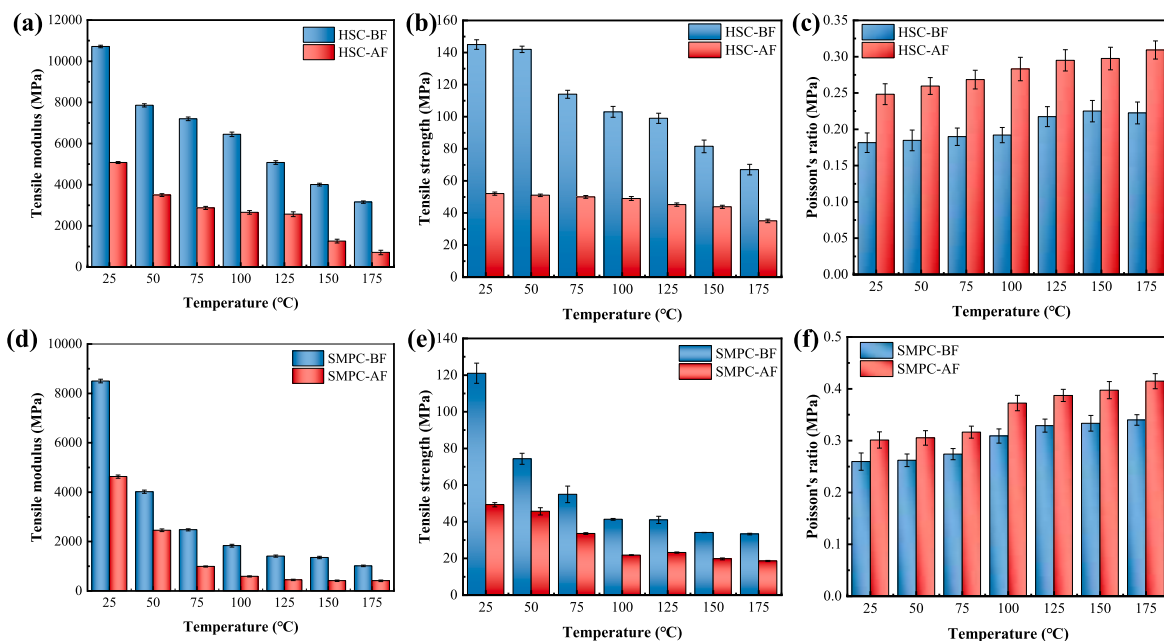 (a)
HSC-BF
HSC-AF
12000
10000
8000
6000
4000
2000
0
Tensile modulus (MPa)
25 50 75 100 125 150 175
Temperature (℃)
(b)
HSC-BF
HSC-AF
160
140
120
100
80
60
40
20
0
Tensile strength (MPa)
25 50 75 100 125 150 175
Temperature (℃)
(c)
HSC-BF
HSC-AF
0.35
0.30
0.25
0.20
0.15
0.10
0.05
0.00
Poisson's ratio (MPa)
25 50 75 100 125 150 175
Temperature (℃)
(d)
SMPC-BF
SMPC-AF
10000
8000
6000
4000
2000
0
Tensile modulus (MPa)
25 50 75 100 125 150 175
Temperature (℃)
(e)
SMPC-BF
SMPC-AF
140
120
100
80
60
40
20
0
Tensile strength (MPa)
25 50 75 100 125 150 175
Temperature (℃)
(f)
SMPC-BF
SMPC-AF
0.5
0.4
0.3
0.2
0.1
0.0
Poisson's ratio (MPa)
25 50 75 100 125 150 175
Temperature (℃)